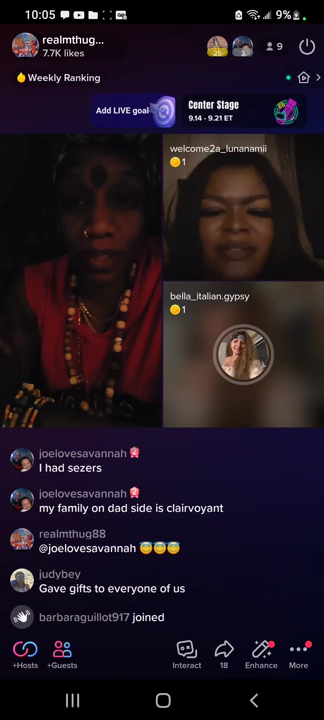 10:05
9%
realmthug...
7.7K likes
25
1
9
Weekly Ranking
Add LIVE goal
Center Stage
9.14 - 9.21 ET
welcome2a_lunanamii
1
bella_italian.gypsy
1
joelovesavannah
I had sezers
joelovesavannah
my family on dad side is clairvoyant
realmthug88
@joelovesavannah 😇😇😇
judybey
Gave gifts to everyone of us
barbaraguillot917 joined
+Hosts
+Guests
Interact
18
Enhance
More